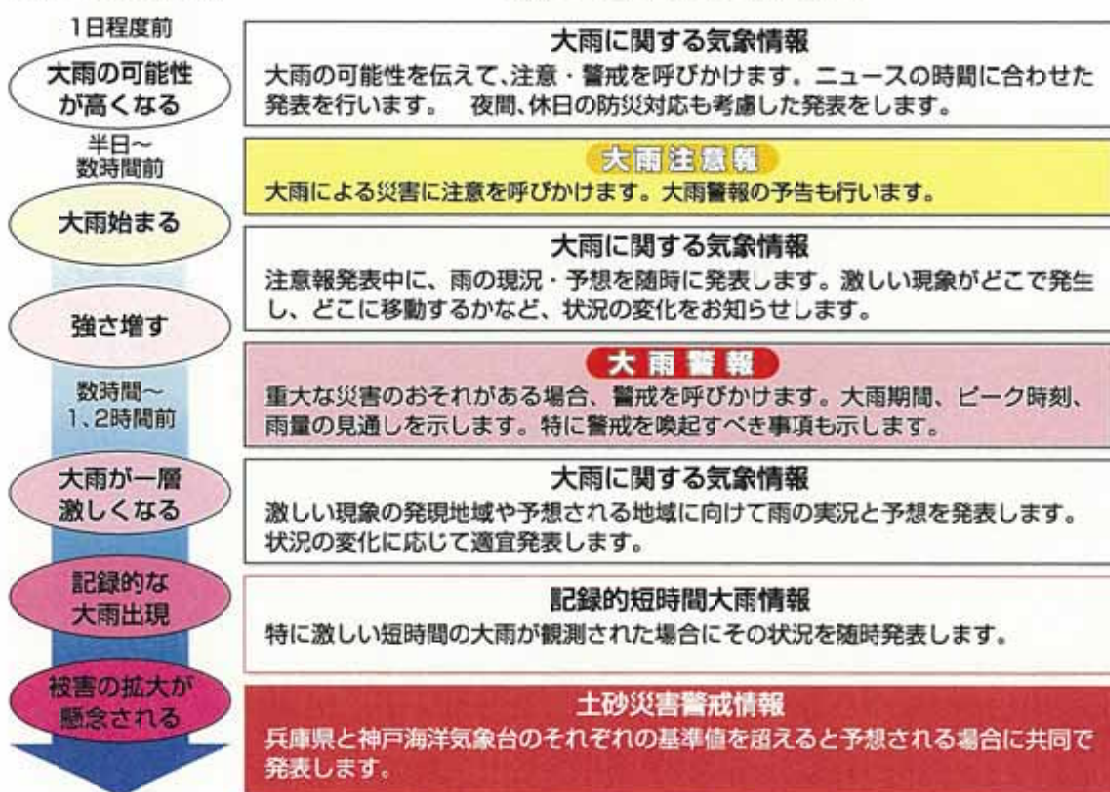 1日程度前
大雨の可能性
が高くなる
半日～
数時間前
大雨始まる
強さ増す
数時間～
1、2時間前
大雨が一層
激しくなる
記録的な
大雨出現
被害の拡大が
懸念される
大雨に関する気象情報
大雨の可能性を伝えて、注意・警戒を呼びかけます。ニュースの時間に合わせた
発表を行います。　夜間、休日の防災対応も考慮した発表をします。
大雨注意報
大雨による災害に注意を呼びかけます。大雨警報の予告も行います。
大雨に関する気象情報
注意報発表中に、雨の現況・予想を随時に発表します。激しい現象がどこで発生
し、どこに移動するかなど、状況の変化をお知らせします。
大雨警報
重大な災害のおそれがある場合、警戒を呼びかけます。大雨期間、ピーク時刻、
雨量の見通しを示します。特に警戒を喚起すべき事項も示します。
大雨に関する気象情報
激しい現象の発現地域や予想される地域に向けて雨の実況と予想を発表します。
状況の変化に応じて適宜発表します。
記録的短時間大雨情報
特に激しい短時間の大雨が観測された場合にその状況を随時発表します。
土砂災害警戒情報
兵庫県と神戸海洋気象台のそれぞれの基準値を超えると予想される場合に共同で
発表します。